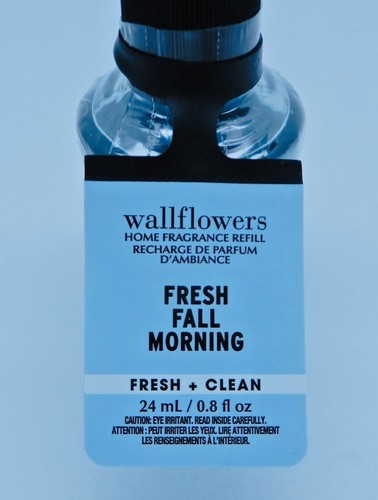 wallflowers
HOME FRAGRANCE REFILL
RECHARGE DE PARFUM
D'AMBIANCE
FRESH
FALL
MORNING
FRESH + CLEAN
24 mL / 0.8 fl oz
CAUTION: EYE IRRITANT. READ INSIDE CAREFULLY.
ATTENTION : PEUT IRRITER LES YEUX. LIRE ATTENTIVEMENT
LES RENSEIGNEMENTS À L'INTÉRIEUR.